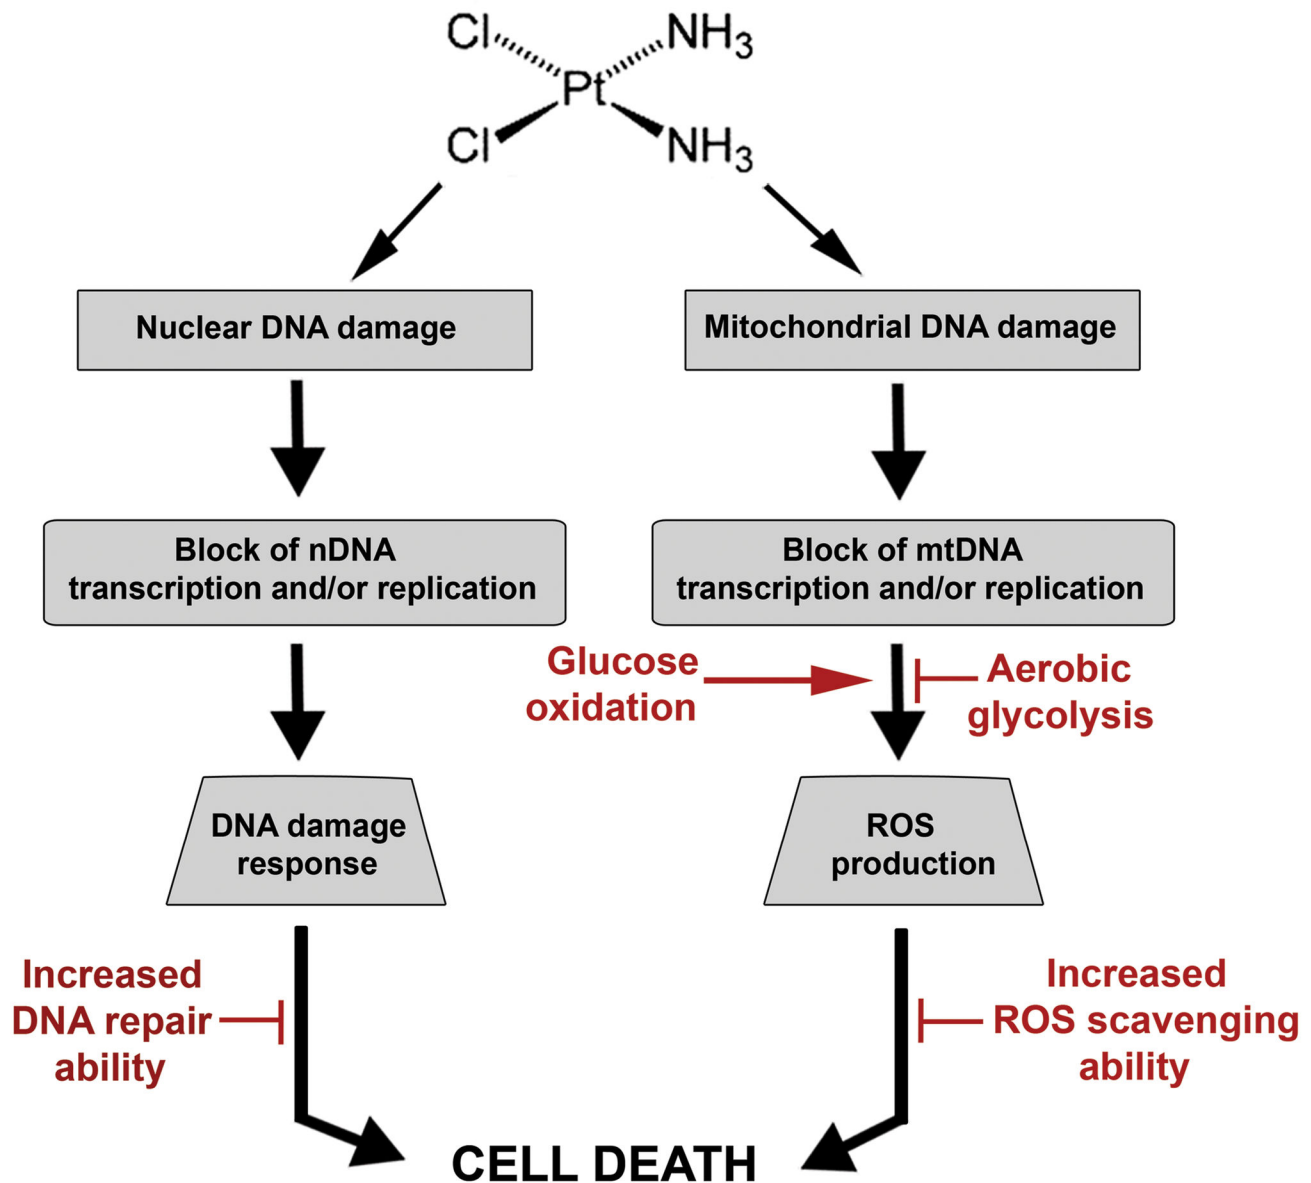 Cl NH3
Pt
Cl NH3
Nuclear DNA damage
Mitochondrial DNA damage
Block of nDNA
transcription and/or replication
Block of mtDNA
transcription and/or replication
Glucose
oxidation
Aerobic
glycolysis
DNA damage
response
ROS
production
Increased
DNA repair
ability
Increased
ROS scavenging
ability
CELL DEATH